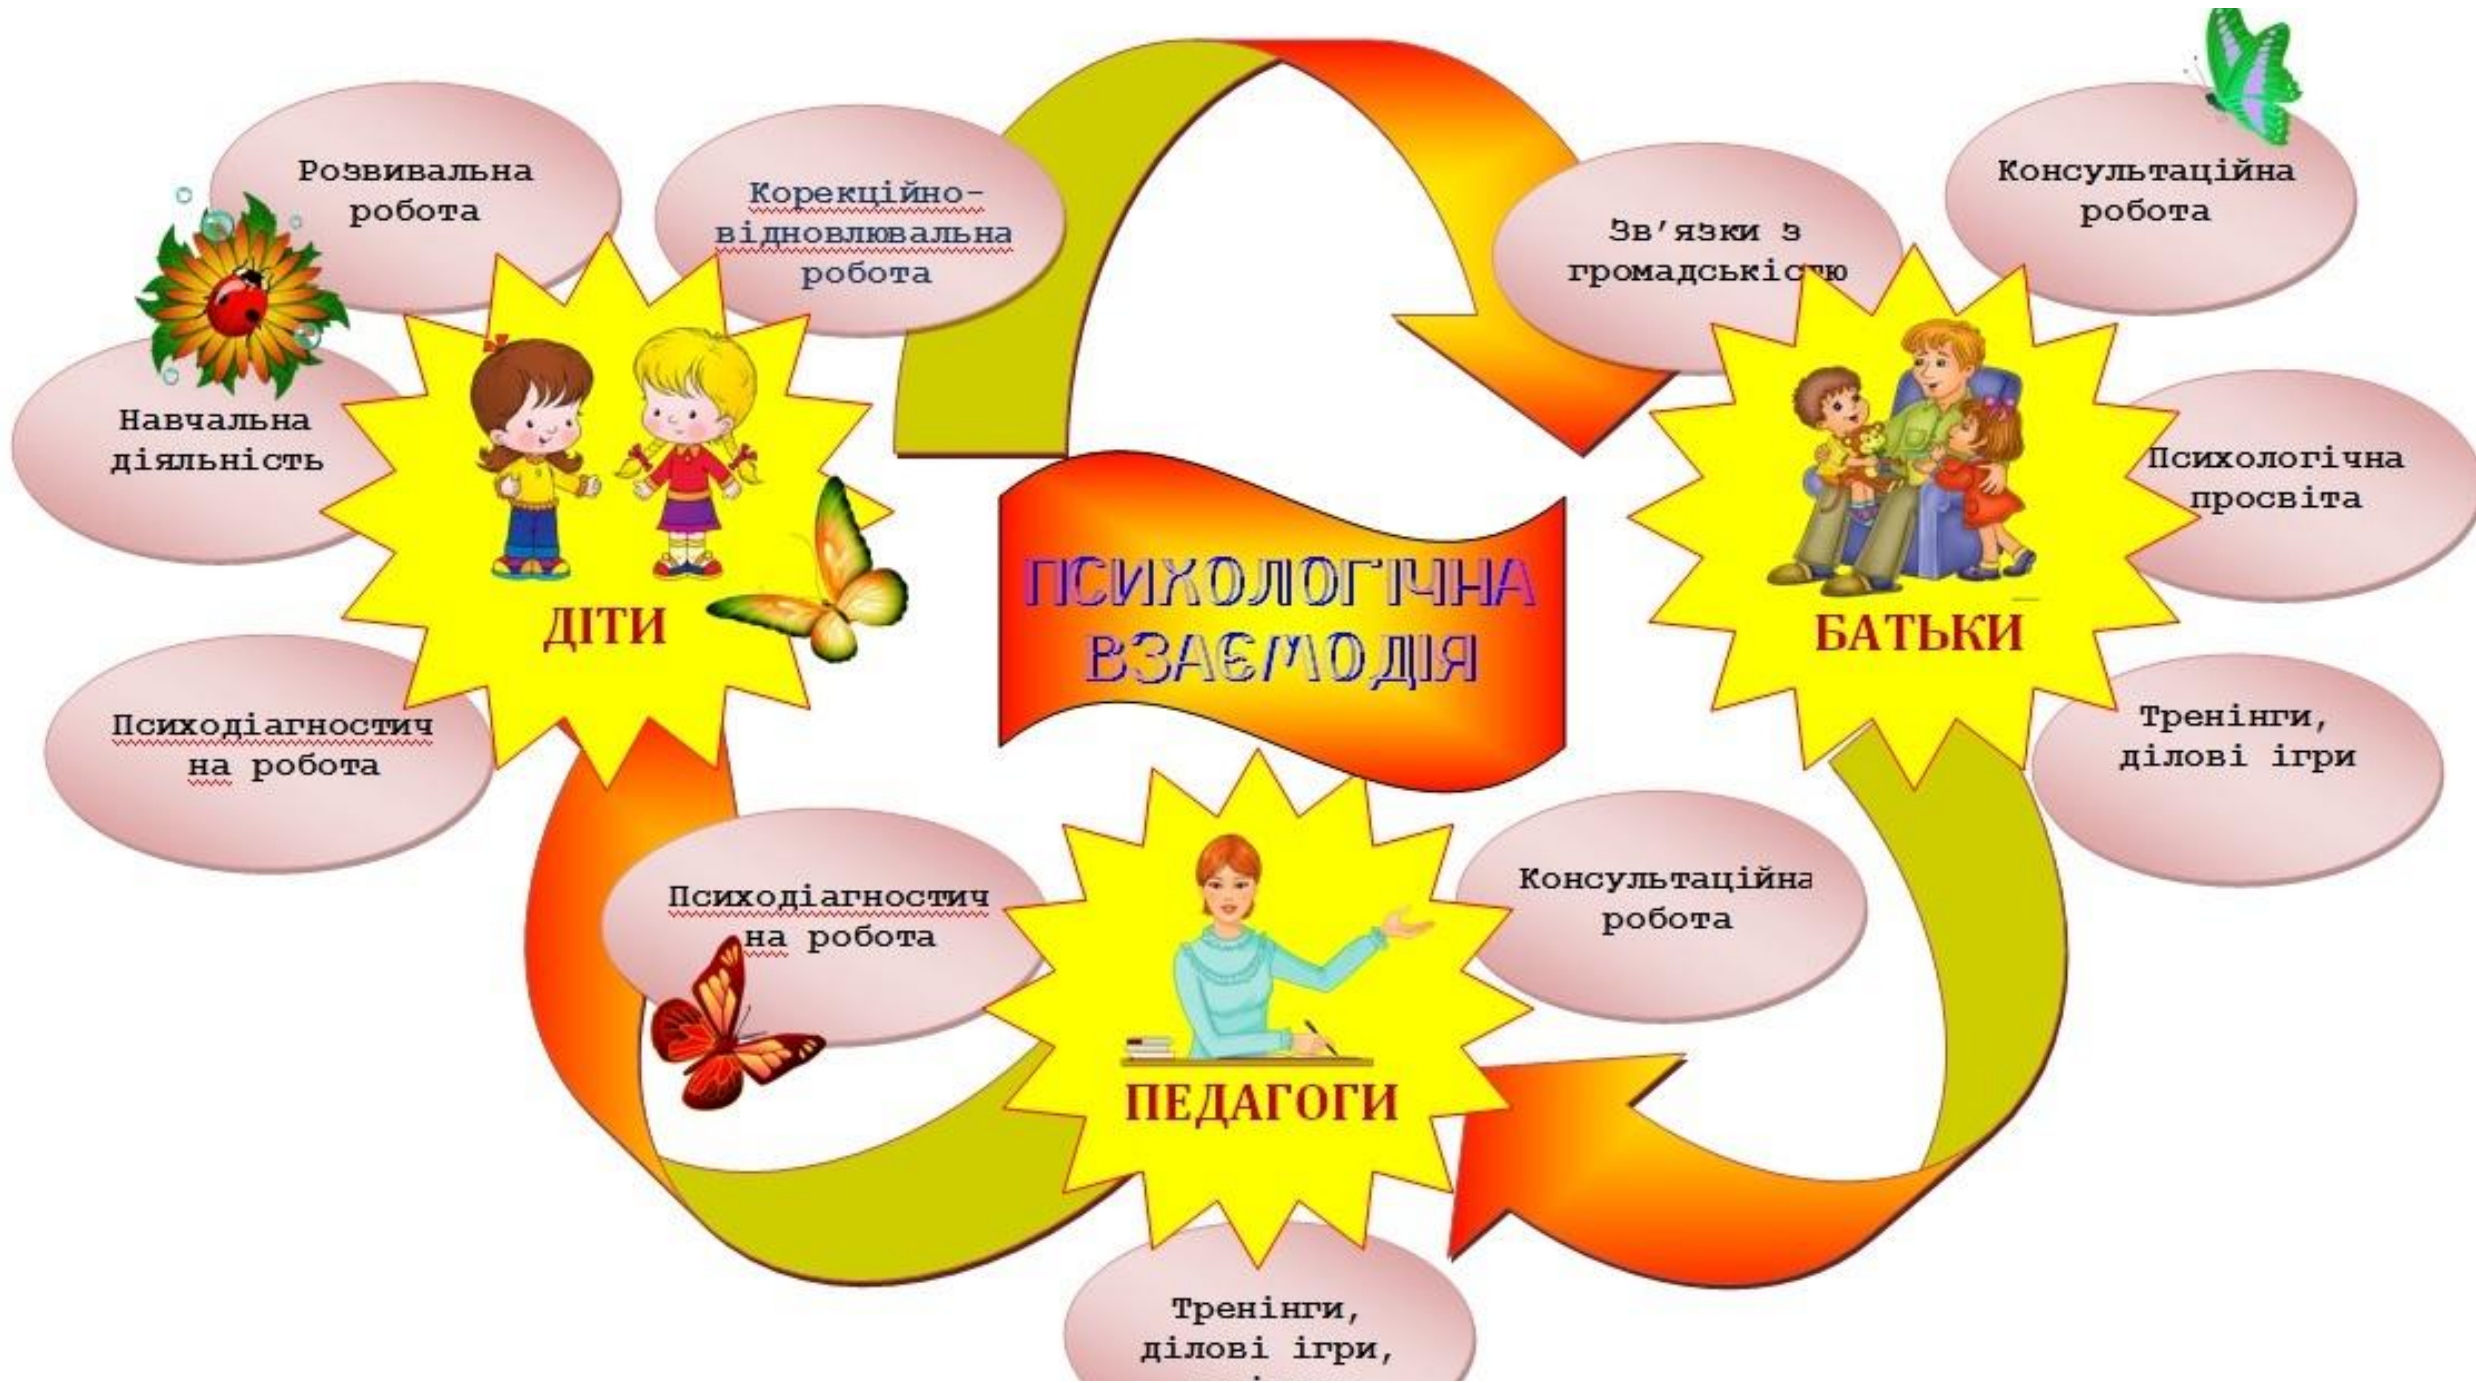 Розвивальна
робота
Корекційно-
відновлювальна
робота
Навчальна
діяльність
Психодіагностич
на робота
ДІТИ
Зв’язки з
громадськістю
Консультаційна
робота
Психологічна
просвіта
Тренінги,
ділові ігри
БАТЬКИ
ПСИХОЛОГІЧНА
ВЗАЄМОДІЯ
Психодіагностич
на робота
Консультаційна
робота
ПЕДАГОГИ
Тренінги,
ділові ігри,